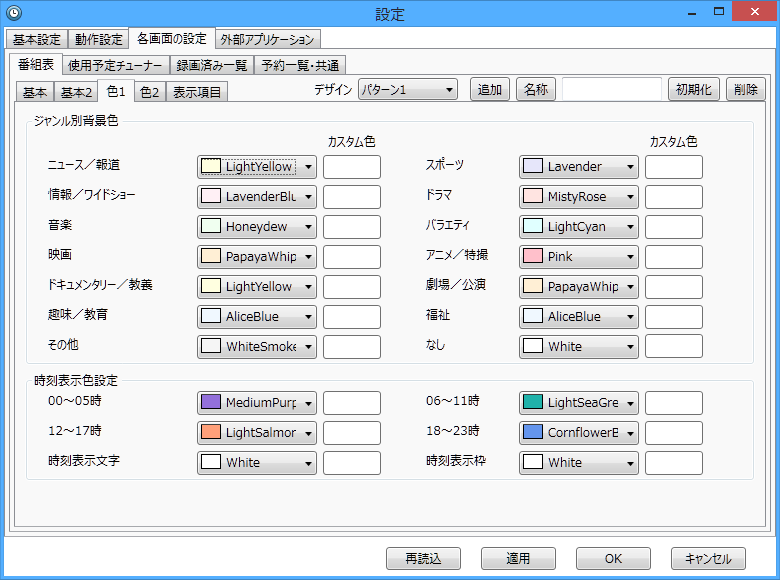 設定
基本設定 動作設定 各画面の設定 外部アプリケーション
番組表 使用予定チューナー 録画済み一覧 予約一覧・共通
基本 基本2 色1 色2 表示項目 デザイン パターン1 追加 名称 初期化 削除
ジャンル別背景色
カスタム色 カスタム色
ニュース／報道 LightYellow スポーツ Lavender
情報／ワイドショー LavenderBlu ドラマ MistyRose
音楽 Honeydew バラエティ LightCyan
映画 PapayaWhip アニメ／特撮 Pink
ドキュメンタリー／教養 LightYellow 劇場／公演 PapayaWhip
趣味／教育 AliceBlue 福祉 AliceBlue
その他 WhiteSmoke なし White
時刻表示色設定
00～05時 MediumPurp 06～11時 LightSeaGre
12～17時 LightSalmon 18～23時 CornflowerB
時刻表示文字 White 時刻表示枠 White
再読込 適用 OK キャンセル